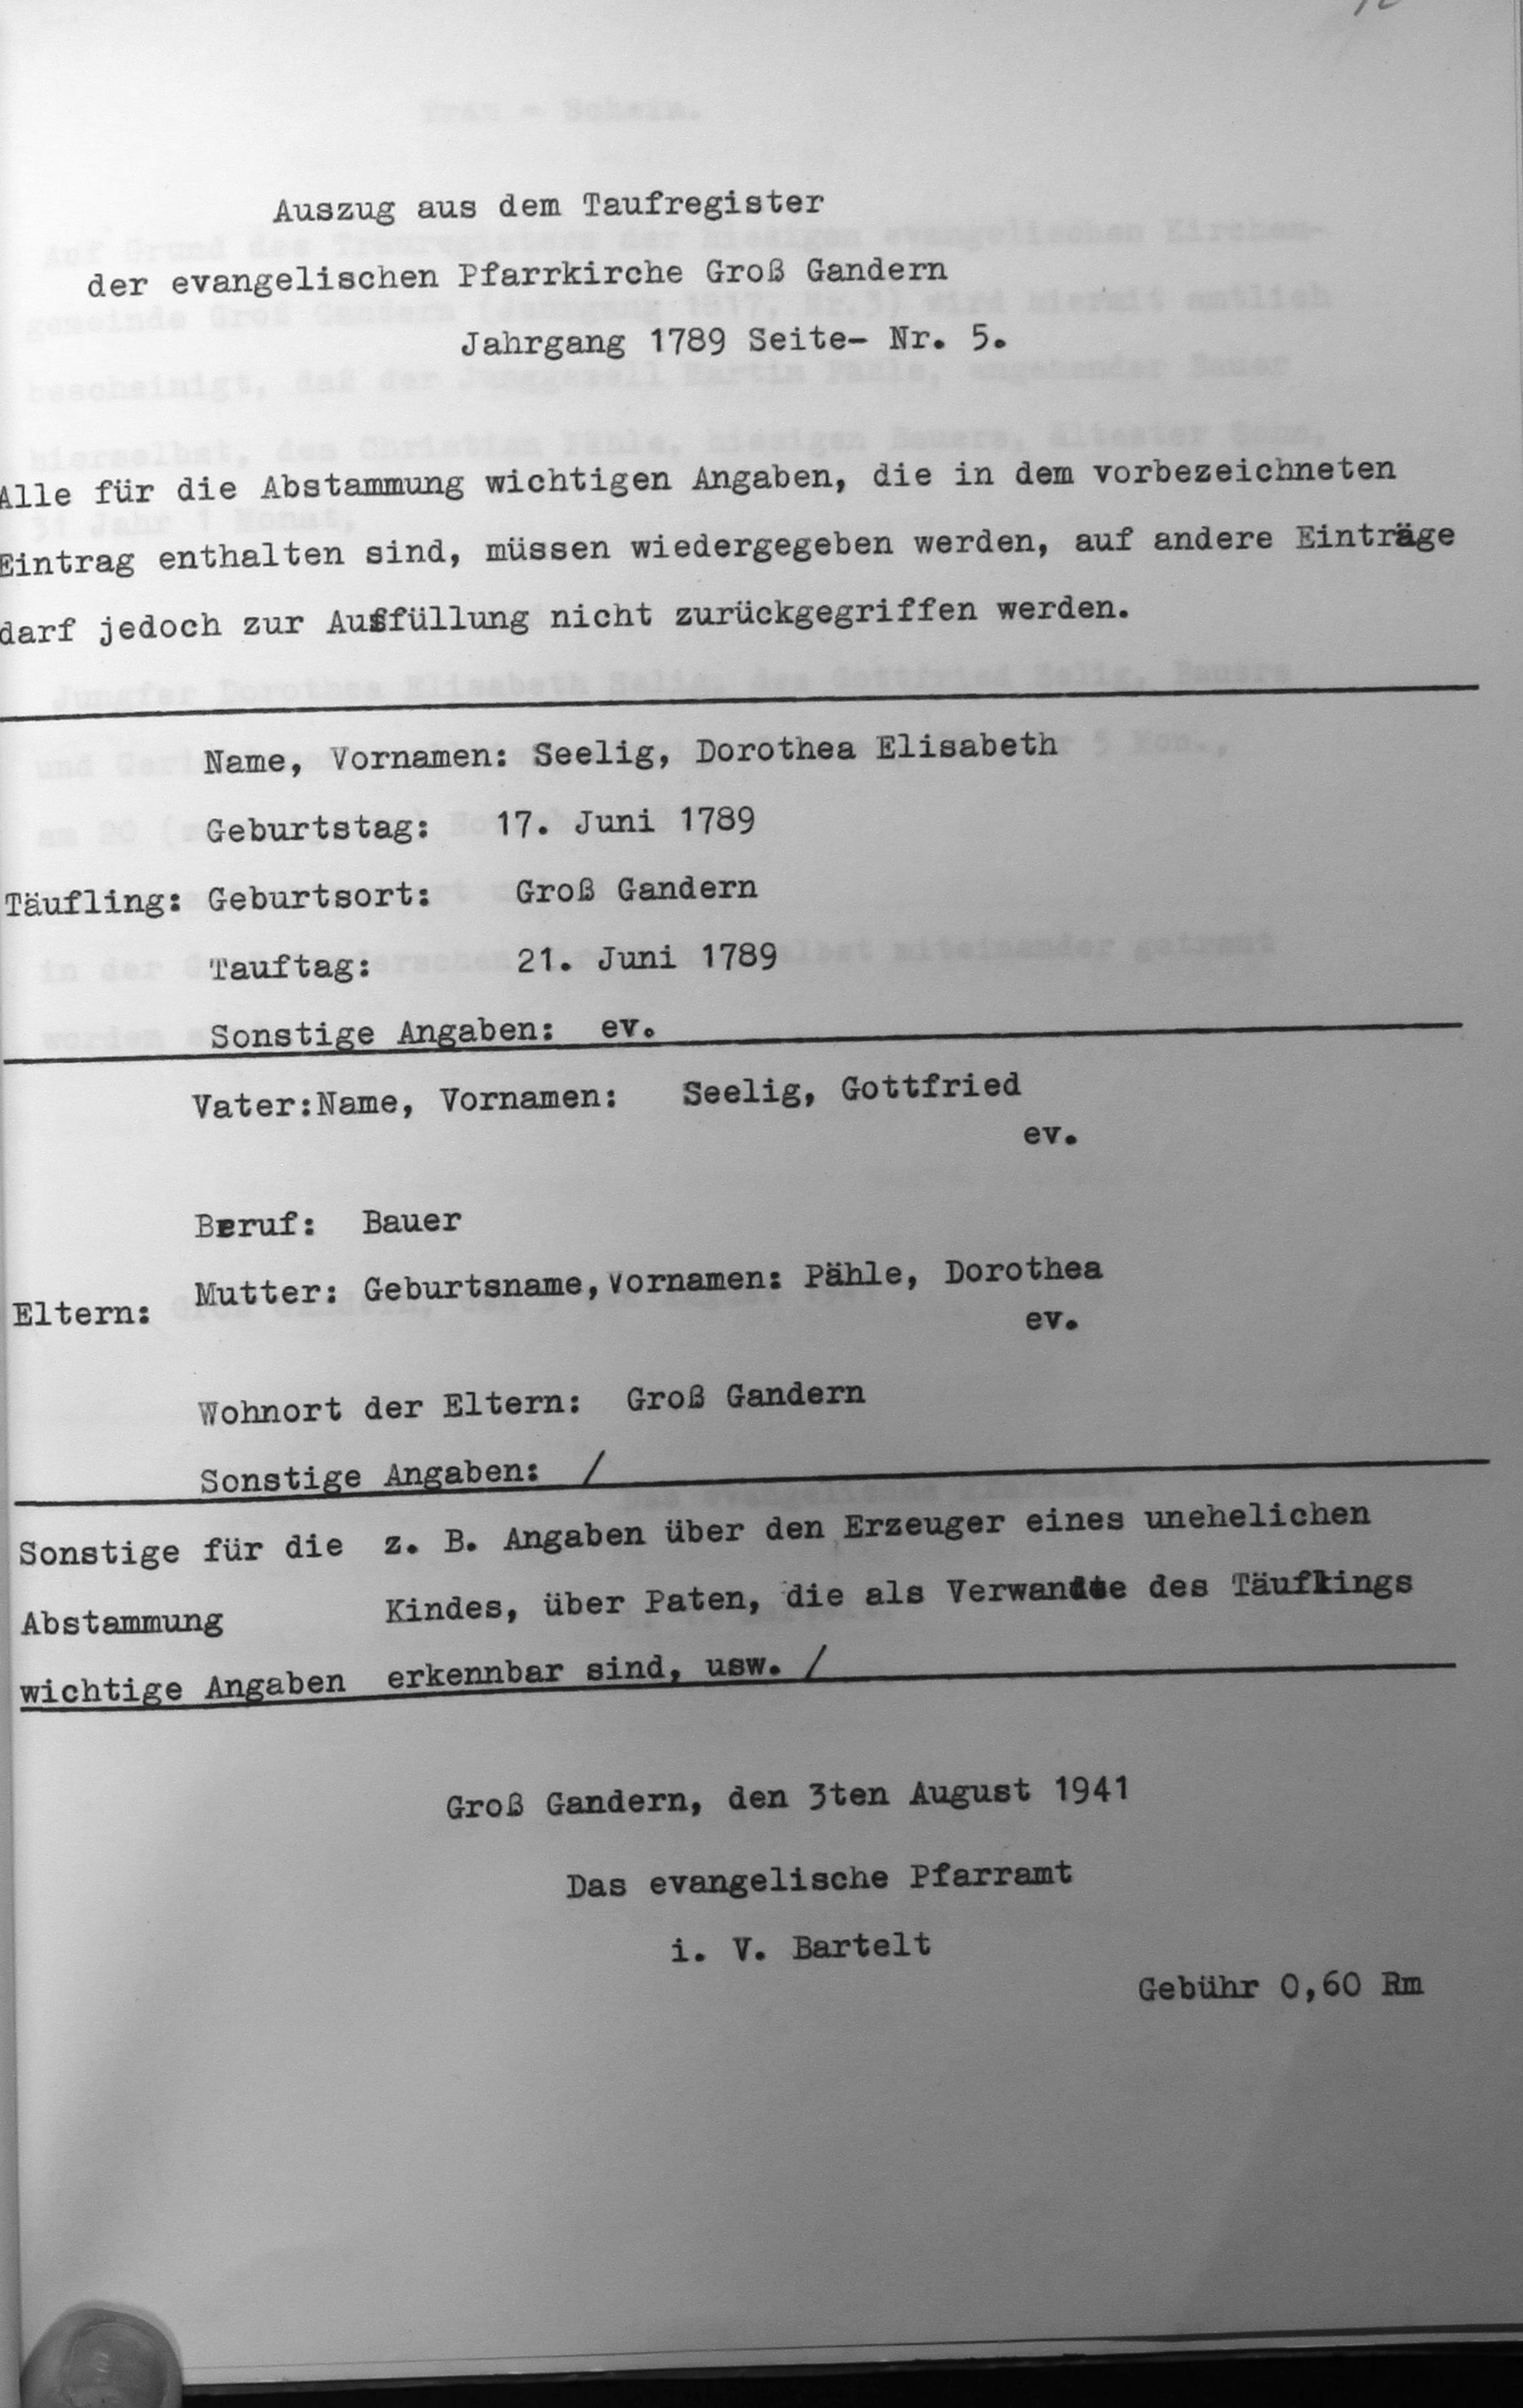 Auszug aus dem Taufregister
der evangelischen Pfarrkirche Groß Gandern
Jahrgang 1789 Seite- Nr. 5.
Alle für die Abstammung wichtigen Angaben, die in dem vorbezeichneten
Eintrag enthalten sind, müssen wiedergegeben werden, auf andere Einträge
darf jedoch zur Ausfüllung nicht zurückgegriffen werden.
Name, Vornamen: Seelig, Dorothea Elisabeth
Geburtstag: 17. Juni 1789
Täufling: Geburtsort: Groß Gandern
Tauftag: 21. Juni 1789
Sonstige Angaben: ev.
Vater:Name, Vornamen: Seelig, Gottfried
ev.
Beruf: Bauer
Mutter: Geburtsname,Vornamen: Pähle, Dorothea
Eltern:
ev.
Wohnort der Eltern: Groß Gandern
Sonstige Angaben: /
Sonstige für die z. B. Angaben über den Erzeuger eines unehelichen
Abstammung Kindes, über Paten, die als Verwandte des Täuflings
wichtige Angaben erkennbar sind, usw. /
Groß Gandern, den 3ten August 1941
Das evangelische Pfarramt
i. V. Bartelt
Gebühr 0,60 Rm